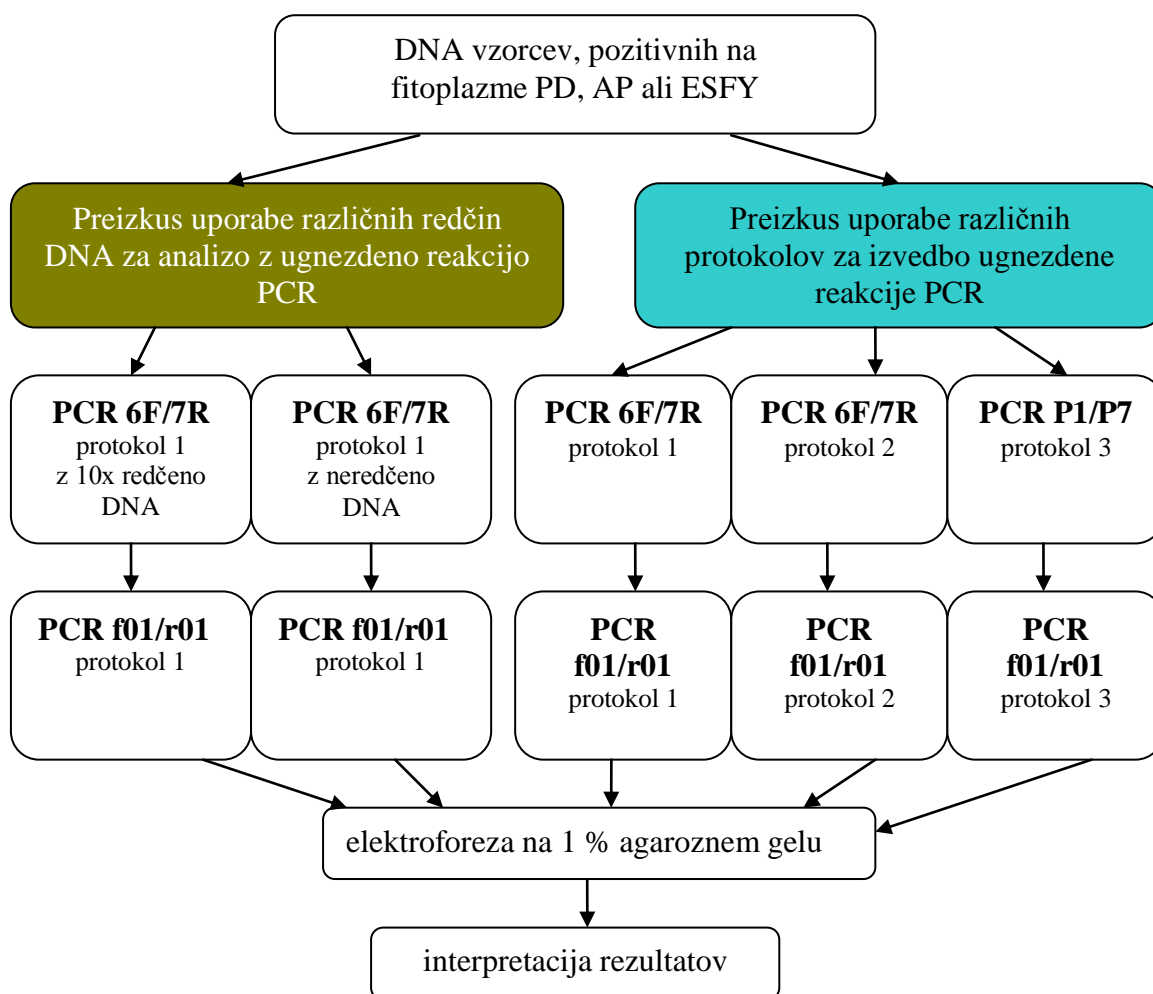 DNA vzorcev, pozitivnih na
fitoplazme PD, AP ali ESFY
Preizkus uporabe različnih redčin
DNA za analizo z ugnezdeno reakcijo
PCR
Preizkus uporabe različnih
protokolov za izvedbo ugnezdene
reakcije PCR
PCR 6F/7R
protokol 1
z 10x redčeno
DNA
PCR 6F/7R
protokol 1
z neredčeno
DNA
PCR 6F/7R
protokol 1
PCR 6F/7R
protokol 2
PCR P1/P7
protokol 3
PCR f01/r01
protokol 1
PCR f01/r01
protokol 1
PCR
f01/r01
protokol 1
PCR
f01/r01
protokol 2
PCR
f01/r01
protokol 3
elektroforeza na 1 % agaroznem gelu
interpretacija rezultatov